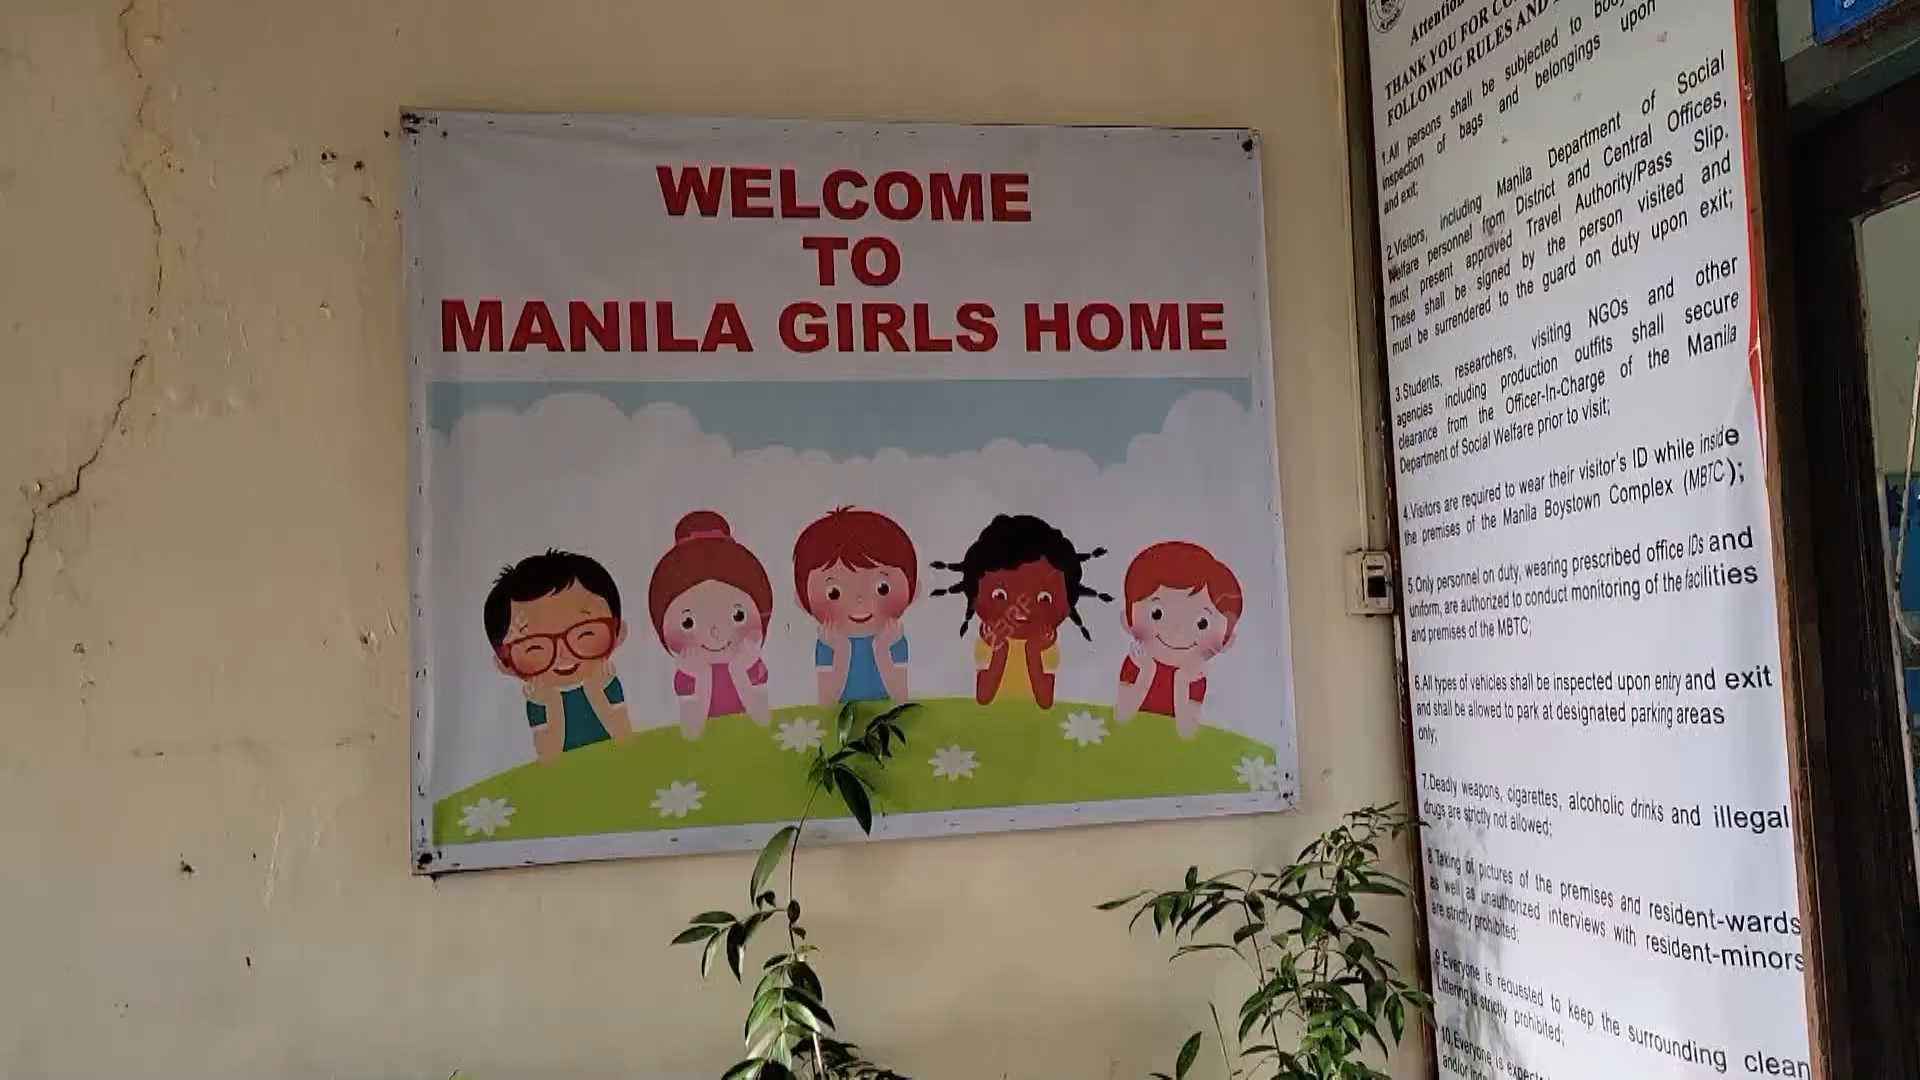 WELCOME
TO
MANILA GIRLS HOME
Attention
THANK YOU FOR
FOLLOWING RULES AND
1.All persons shall be subjected to
inspection of bags and belongings upon
and exit;
2.Visitors, including Manila Department of Social
Welfare personnel from District and Central Offices,
must present approved Travel Authority/Pass Slip.
These shall be signed by the person visited and
must be surrendered to the guard on duty upon exit;
3.Students, researchers, visiting NGOs and other
agencies including production outfits shall secure
clearance from the Officer-In-Charge of the Manila
Department of Social Welfare prior to visit;
4.Visitors are required to wear their visitor's ID while inside
the premises of the Manila Boystown Complex (MBTC);
5.Only personnel on duty, wearing prescribed office IDs and
uniform, are authorized to conduct monitoring of the facilities
and premises of the MBTC;
6.All types of vehicles shall be inspected upon entry and exit
and shall be allowed to park at designated parking areas
only;
7.Deadly weapons, cigarettes, alcoholic drinks and illegal
drugs are strictly not allowed;
8.Taking of pictures of the premises and resident-wards
as well as unauthorized interviews with resident-minors
are strictly prohibited;
9.Everyone is requested to keep the surrounding clean
Littering is strictly prohibited;
10.Everyone is
and/or